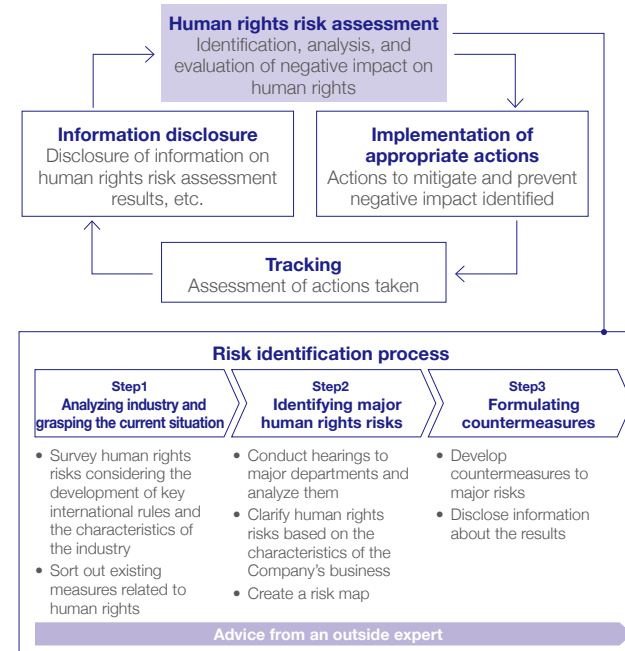 Human rights risk assessment
Identification, analysis, and
evaluation of negative impact on
human rights
Information disclosure
Disclosure of information on
human rights risk assessment
results, etc.
Implementation of
appropriate actions
Actions to mitigate and prevent
negative impact identified
Tracking
Assessment of actions taken
Risk identification process
Step1
Analyzing industry and
grasping the current situation
• Survey human rights
risks considering the
development of key
international rules and
the characteristics of
the industry
• Sort out existing
measures related to
human rights
Step2
Identifying major
human rights risks
• Conduct hearings to
major departments and
analyze them
• Clarify human rights
risks based on the
characteristics of the
Company's business
• Create a risk map
Step3
Formulating
countermeasures
• Develop
countermeasures to
major risks
• Disclose information
about the results
Advice from an outside expert